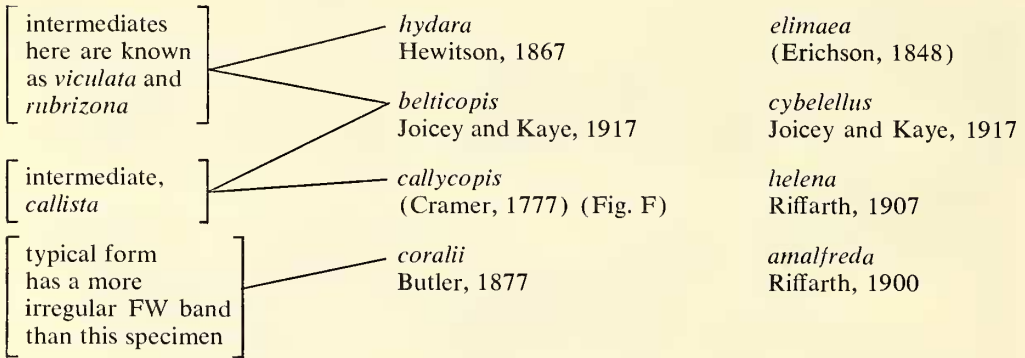 intermediates
here are known
as viculata and
rubrizona
hydara
Hewitson, 1867
elimaea
(Erichson, 1848)
belticopis
Joicey and Kaye, 1917
cybelellus
Joicey and Kaye, 1917
intermediate,
callista
callycopis
(Cramer, 1777) (Fig. F)
helena
Riffarth, 1907
typical form
has a more
irregular FW band
than this specimen
coralii
Butler, 1877
amalfreda
Riffarth, 1900